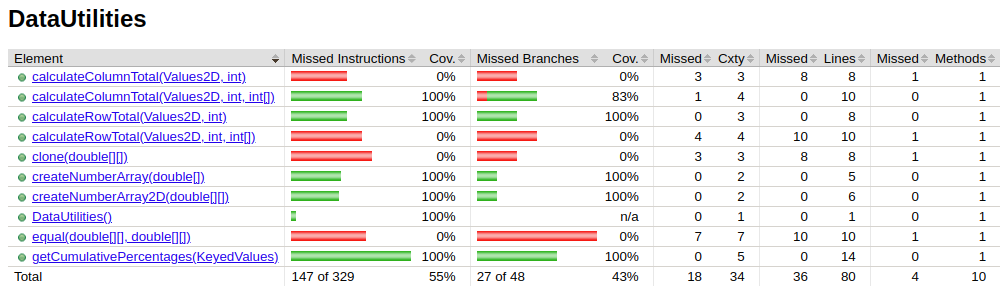 DataUtilities
Element Missed Instructions Cov. Missed Branches Cov. Missed Cxty Missed Lines Missed Methods
calculateColumnTotal(Values2D, int) 0% 0% 3 3 8 8 1 1
calculateColumnTotal(Values2D, int, int[]) 100% 83% 1 4 0 10 0 1
calculateRowTotal(Values2D, int) 100% 100% 0 3 0 8 0 1
calculateRowTotal(Values2D, int, int[]) 0% 0% 4 4 10 10 1 1
clone(double[][]) 0% 0% 3 3 8 8 1 1
createNumberArray(double[]) 100% 100% 0 2 0 5 0 1
createNumberArray2D(double[][]) 100% 100% 0 2 0 6 0 1
DataUtilities() 100% n/a 0 1 0 1 0 1
equal(double[][], double[][]) 0% 0% 7 7 10 10 1 1
getCumulativePercentages(KeyedValues) 100% 100% 0 5 0 14 0 1
Total 147 of 329 55% 27 of 48 43% 18 34 36 80 4 10